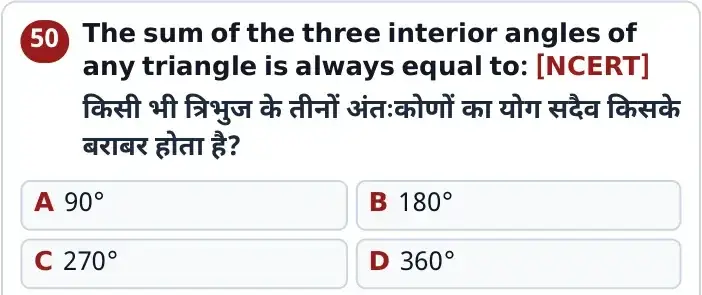 50 The sum of the three interior angles of
any triangle is always equal to: [NCERT]
किसी भी त्रिभुज के तीनों अंतःकोणों का योग सदैव किसके
बराबर होता है?
A 90° B 180°
C 270° D 360°